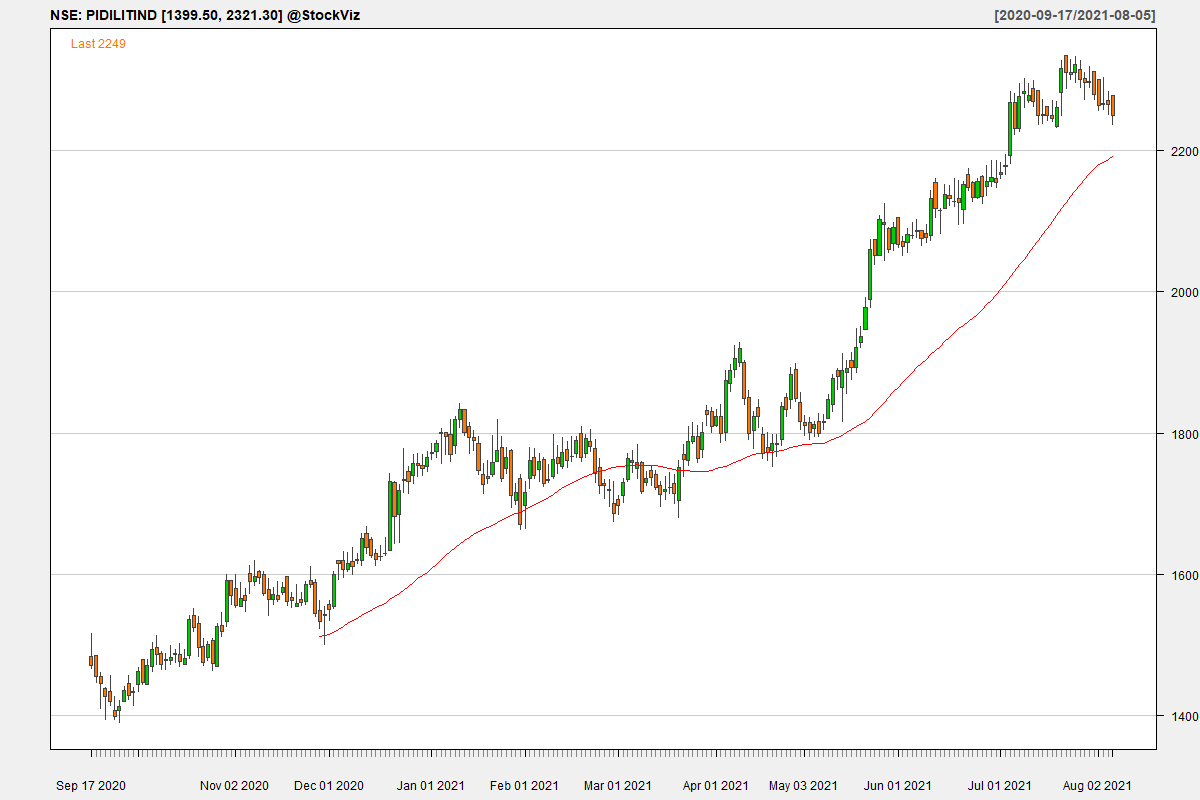 NSE: PIDILITIND [1399.50, 2321.30] @StockViz [2020-09-17/2021-08-05]
Last 2249
2200
2000
1800
1600
1400
Sep 17 2020 Nov 02 2020 Dec 01 2020 Jan 01 2021 Feb 01 2021 Mar 01 2021 Apr 01 2021 May 03 2021 Jun 01 2021 Jul 01 2021 Aug 02 2021